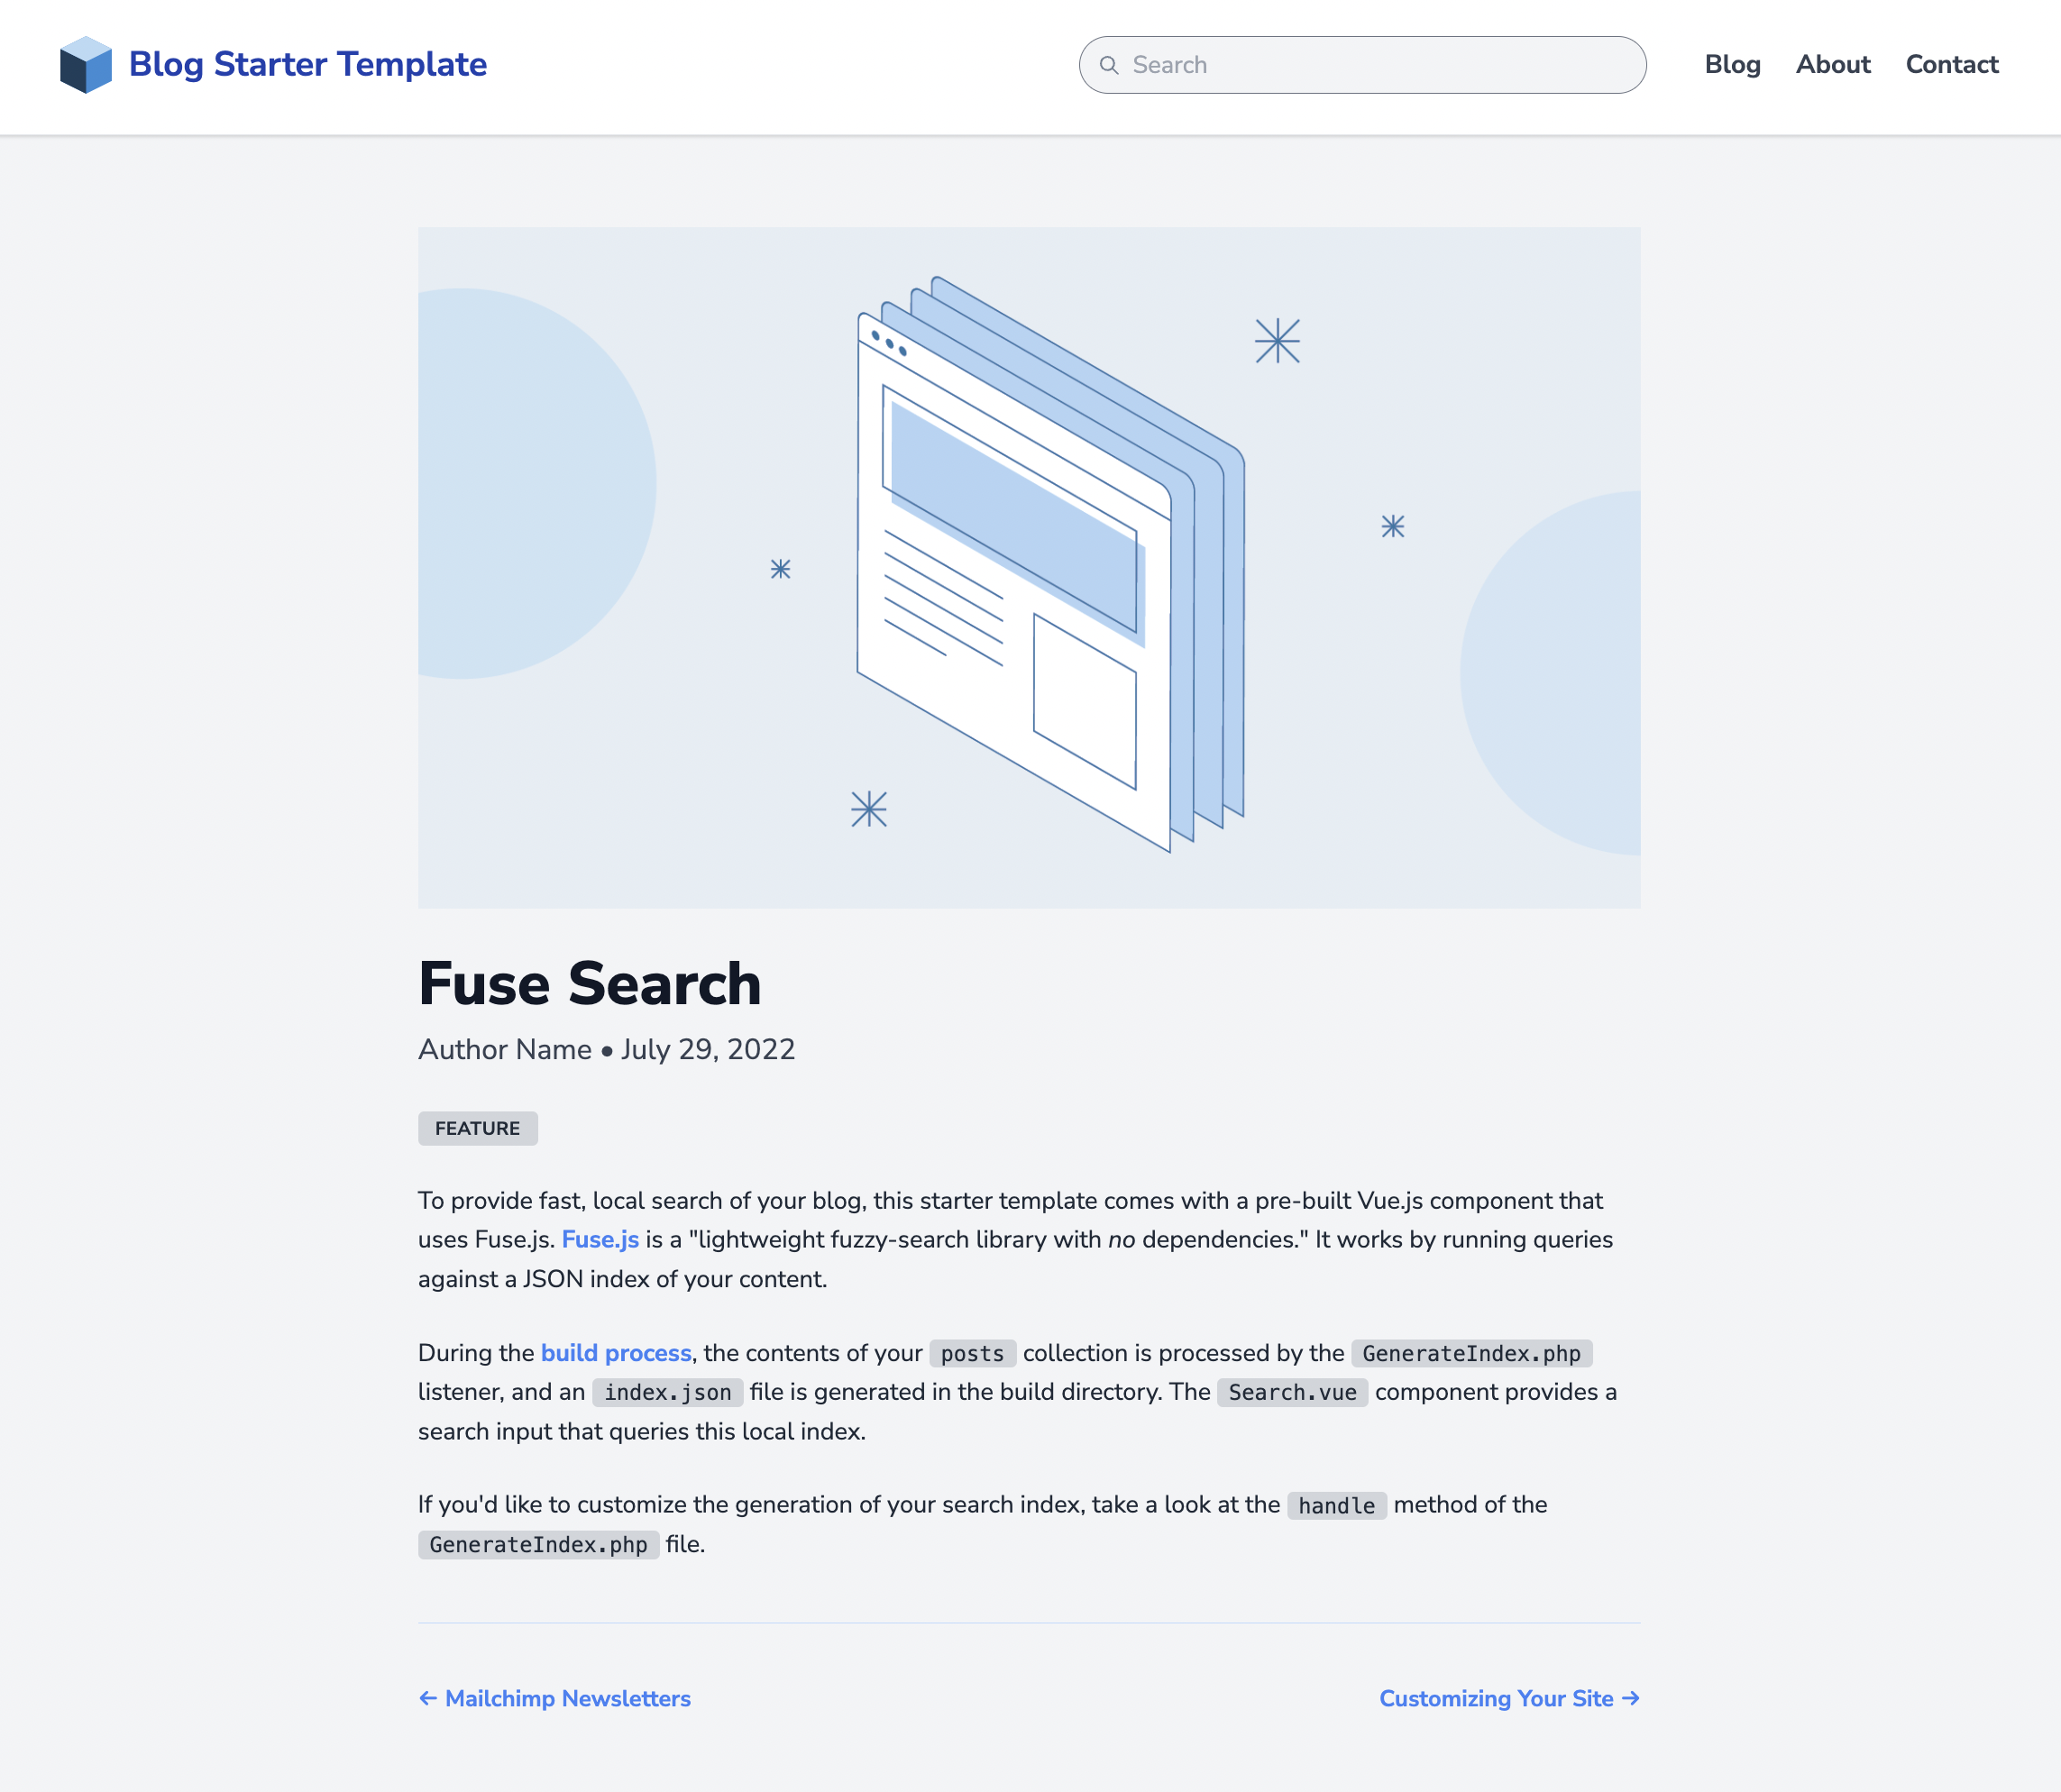 Blog Starter Template
Search
Blog About Contact
Fuse Search
Author Name • July 29, 2022
FEATURE
To provide fast, local search of your blog, this starter template comes with a pre-built Vue.js component that
uses Fuse.js. Fuse.js is a "lightweight fuzzy-search library with no dependencies." It works by running queries
against a JSON index of your content.
During the build process, the contents of your posts collection is processed by the GenerateIndex.php
listener, and an index.json file is generated in the build directory. The Search.vue component provides a
search input that queries this local index.
If you'd like to customize the generation of your search index, take a look at the handle method of the
GenerateIndex.php file.
← Mailchimp Newsletters
Customizing Your Site →